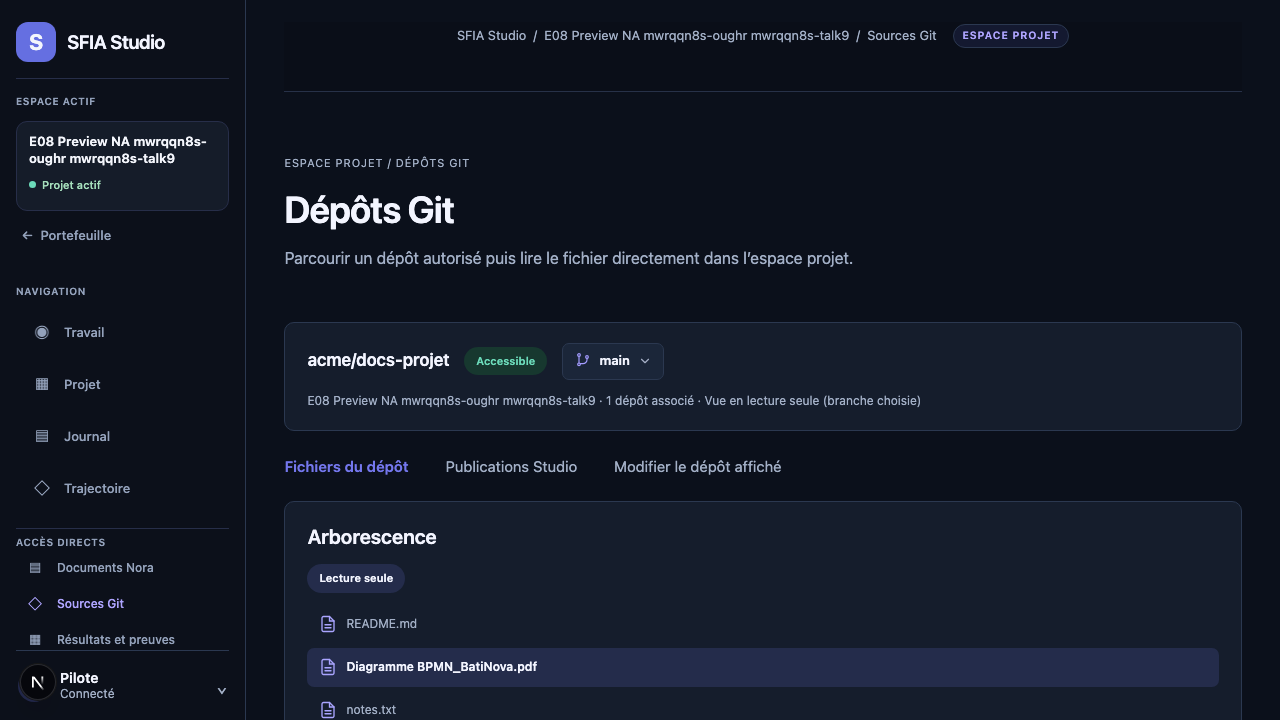 S SFIA Studio
ESPACE ACTIF
E08 Preview NA mwrqqn8s-
oughr mwrqqn8s-talk9
Projet actif
← Portefeuille
NAVIGATION
Travail
Projet
Journal
Trajectoire
ACCÈS DIRECTS
Documents Nora
Sources Git
Résultats et preuves
N
Pilote
Connecté
SFIA Studio / E08 Preview NA mwrqqn8s-oughr mwrqqn8s-talk9 / Sources Git ESPACE PROJET
ESPACE PROJET / DÉPÔTS GIT
Dépôts Git
Parcourir un dépôt autorisé puis lire le fichier directement dans l’espace projet.
acme/docs-projet Accessible main
E08 Preview NA mwrqqn8s-oughr mwrqqn8s-talk9 · 1 dépôt associé · Vue en lecture seule (branche choisie)
Fichiers du dépôt Publications Studio Modifier le dépôt affiché
Arborescence
Lecture seule
README.md
Diagramme BPMN_BatiNova.pdf
notes.txt